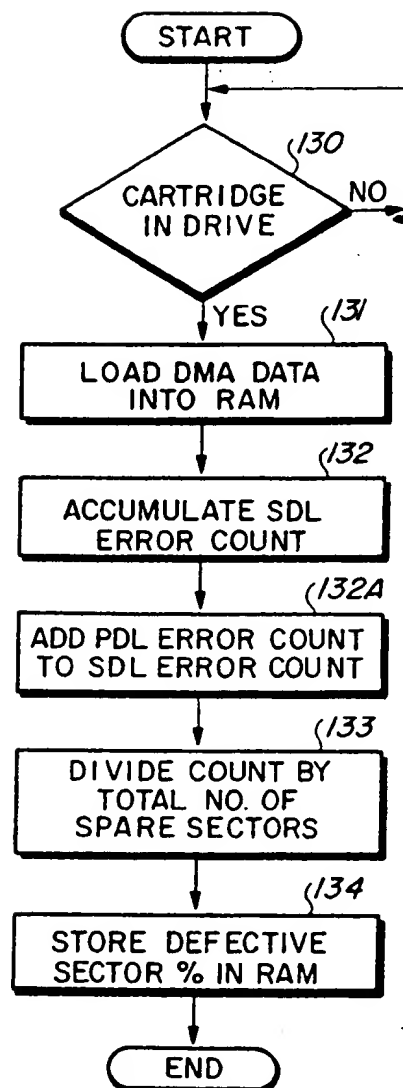 START
130
CARTRIDGE
IN DRIVE
NO
YES
131
LOAD DMA DATA
INTO RAM
132
ACCUMULATE SDL
ERROR COUNT
132A
ADD PDL ERROR COUNT
TO SDL ERROR COUNT
133
DIVIDE COUNT BY
TOTAL NO. OF
SPARE SECTORS
134
STORE DEFECTIVE
SECTOR % IN RAM
END